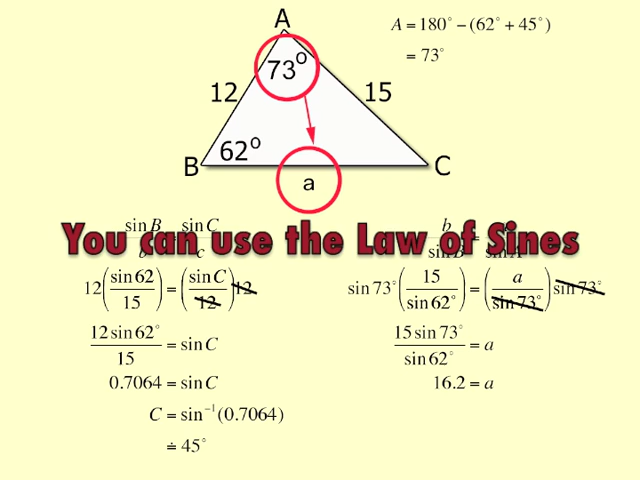 A
A = 180° − (62° + 45°)
= 73°
73°
12
15
62°
B
C
a
sin B / b = sin C / c
b / sin B = / sin A
You can use the Law of Sines
12(sin 62 / 15) = (sin C / 12)12
sin 73°(15 / sin 62°) = (a / sin 73°)sin 73°
12 sin 62° / 15 = sin C
15 sin 73° / sin 62° = a
0.7064 = sin C
16.2 = a
C = sin⁻¹(0.7064)
≐ 45°